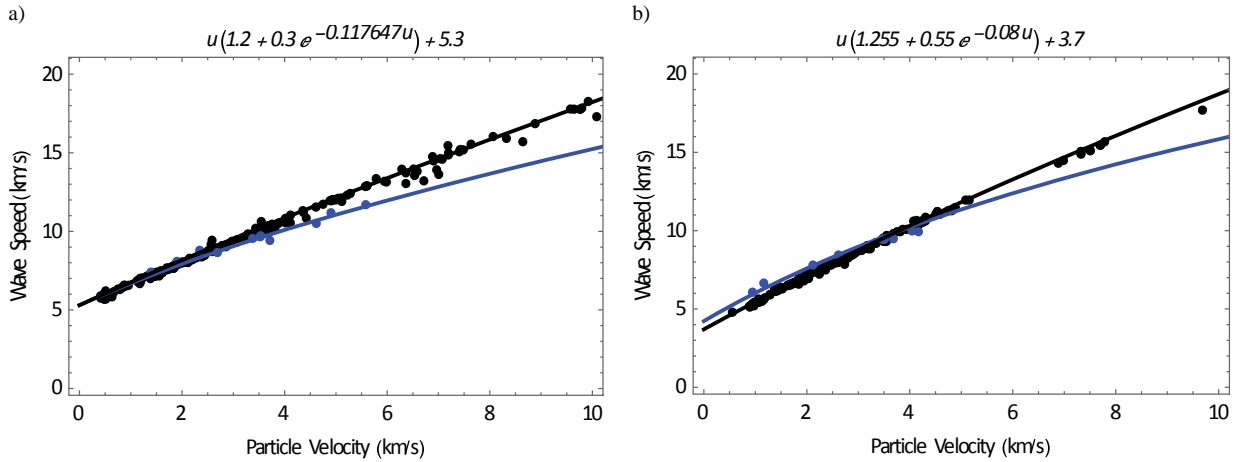 a)
u(1.2 + 0.3 e^-0.117647u) + 5.3
20
15
10
5
0
Wave Speed (km/s)
0 2 4 6 8 10
Particle Velocity (km/s)
b)
u(1.255 + 0.55 e^-0.08u) + 3.7
20
15
10
5
0
Wave Speed (km/s)
0 2 4 6 8 10
Particle Velocity (km/s)